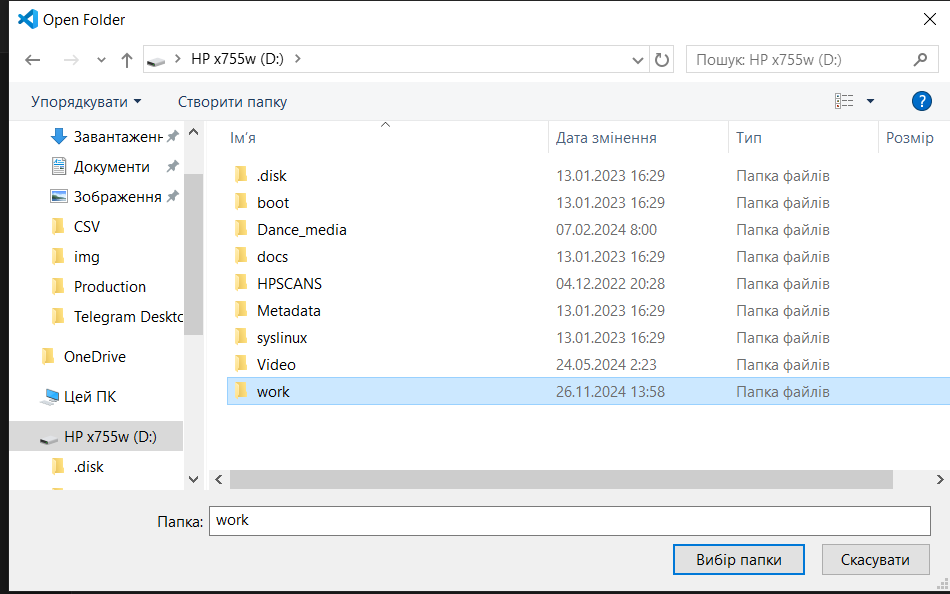 Open Folder
HP x755w (D:)
Пошук: HP x755w (D:)
Упорядкувати
Створити папку
?
Ім'я
Дата змінення
Тип
Розмір
Завантаженн
Документи
Зображення
CSV
img
Production
Telegram Deskto
OneDrive
Цей ПК
HP x755w (D:)
.disk
.disk 13.01.2023 16:29 Папка файлів
boot 13.01.2023 16:29 Папка файлів
Dance_media 07.02.2024 8:00 Папка файлів
docs 13.01.2023 16:29 Папка файлів
HPSCANS 04.12.2022 20:28 Папка файлів
Metadata 13.01.2023 16:29 Папка файлів
syslinux 13.01.2023 16:29 Папка файлів
Video 24.05.2024 2:23 Папка файлів
work 26.11.2024 13:58 Папка файлів
Папка: work
Вибір папки
Скасувати